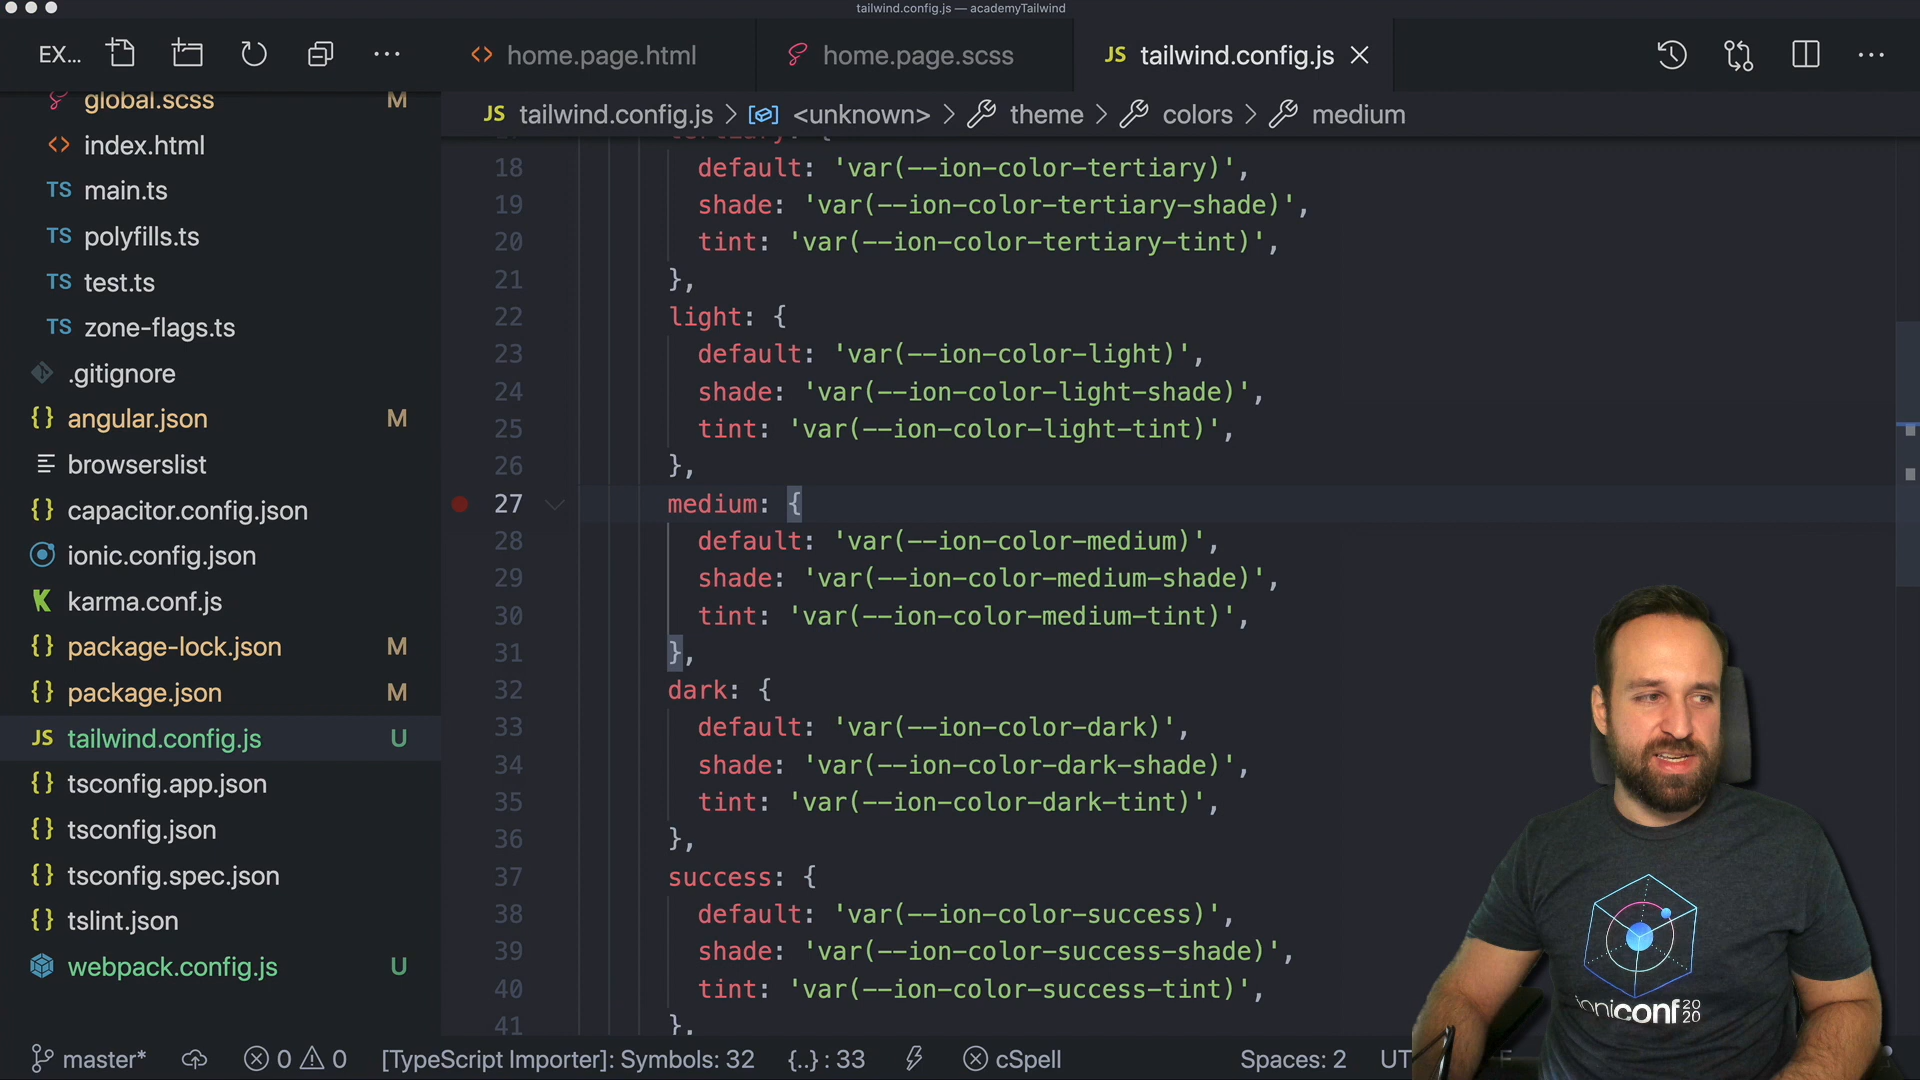 tailwind.config.js — academyTailwind
EX...
home.page.html
home.page.scss
JS tailwind.config.js
JS tailwind.config.js > <unknown> > theme > colors > medium
global.scss M
index.html
TS main.ts
TS polyfills.ts
TS test.ts
TS zone-flags.ts
.gitignore
{} angular.json M
browserslist
{} capacitor.config.json
ionic.config.json
karma.conf.js
{} package-lock.json M
{} package.json M
JS tailwind.config.js U
{} tsconfig.app.json
{} tsconfig.json
{} tsconfig.spec.json
{} tslint.json
webpack.config.js U
18 default: 'var(--ion-color-tertiary)',
19 shade: 'var(--ion-color-tertiary-shade)',
20 tint: 'var(--ion-color-tertiary-tint)',
21 },
22 light: {
23 default: 'var(--ion-color-light)',
24 shade: 'var(--ion-color-light-shade)',
25 tint: 'var(--ion-color-light-tint)',
26 },
27 medium: {
28 default: 'var(--ion-color-medium)',
29 shade: 'var(--ion-color-medium-shade)',
30 tint: 'var(--ion-color-medium-tint)',
31 },
32 dark: {
33 default: 'var(--ion-color-dark)',
34 shade: 'var(--ion-color-dark-shade)',
35 tint: 'var(--ion-color-dark-tint)',
36 },
37 success: {
38 default: 'var(--ion-color-success)',
39 shade: 'var(--ion-color-success-shade)',
40 tint: 'var(--ion-color-success-tint)',
41 },
ioniconf 20
20
master* 0 0 [TypeScript Importer]: Symbols: 32 {..} : 33 cSpell Spaces: 2